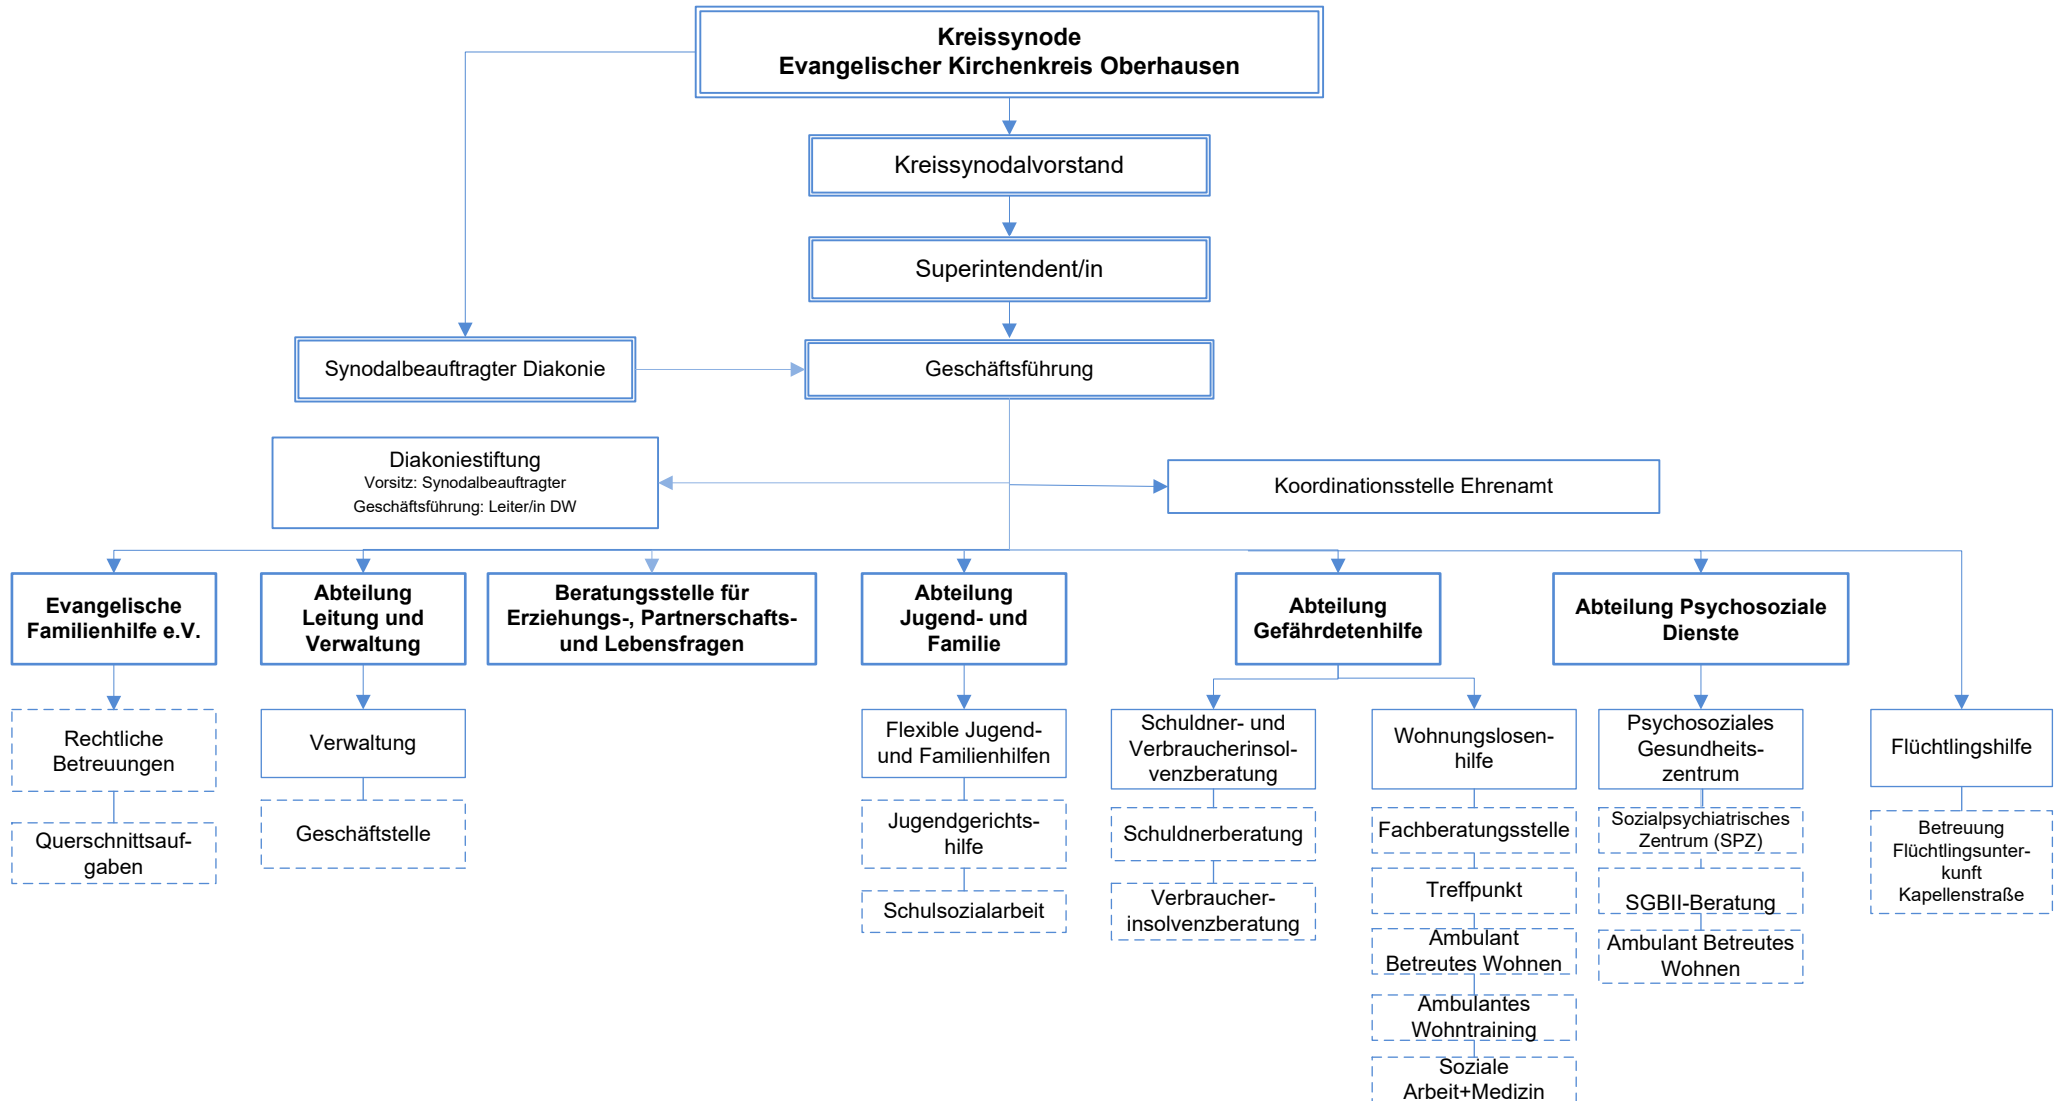 Kreissynode
Evangelischer Kirchenkreis Oberhausen
Kreissynodalvorstand
Superintendent/in
Synodalbeauftragter Diakonie
Geschäftsführung
Diakoniestiftung
Vorsitz: Synodalbeauftragter
Geschäftsführung: Leiter/in DW
Koordinationsstelle Ehrenamt
Evangelische
Familienhilfe e.V.
Abteilung
Leitung und
Verwaltung
Beratungsstelle für
Erziehungs-, Partnerschafts-
und Lebensfragen
Abteilung
Jugend- und
Familie
Abteilung
Gefährdetenhilfe
Abteilung Psychosoziale
Dienste
Rechtliche
Betreuungen
Querschnittsauf-
gaben
Verwaltung
Geschäftstelle
Flexible Jugend-
und Familienhilfen
Jugendgerichts-
hilfe
Schulsozialarbeit
Schuldner- und
Verbraucherinsol-
venzberatung
Schuldnerberatung
Verbraucher-
insolvenzberatung
Wohnungslosen-
hilfe
Fachberatungsstelle
Treffpunkt
Ambulant
Betreutes Wohnen
Ambulantes
Wohntraining
Soziale
Arbeit+Medizin
Psychosoziales
Gesundheits-
zentrum
Sozialpsychiatrisches
Zentrum (SPZ)
SGBII-Beratung
Ambulant Betreutes
Wohnen
Flüchtlingshilfe
Betreuung
Flüchtlingsunter-
kunft
Kapellenstraße